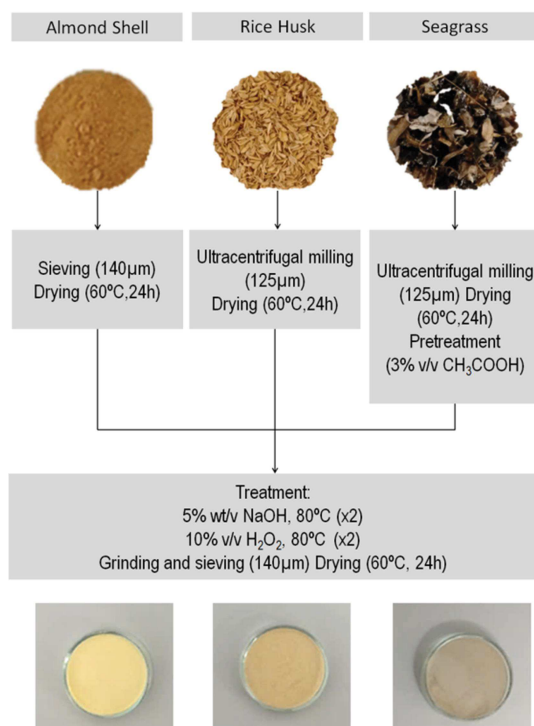 Almond Shell
Rice Husk
Seagrass
Sieving (140µm)
Drying (60ºC,24h)
Ultracentrifugal milling
(125µm)
Drying (60ºC,24h)
Ultracentrifugal milling
(125µm) Drying
(60ºC,24h)
Pretreatment
(3% v/v CH₃COOH)
Treatment:
5% wt/v NaOH, 80ºC (x2)
10% v/v H₂O₂, 80ºC (x2)
Grinding and sieving (140µm) Drying (60ºC, 24h)